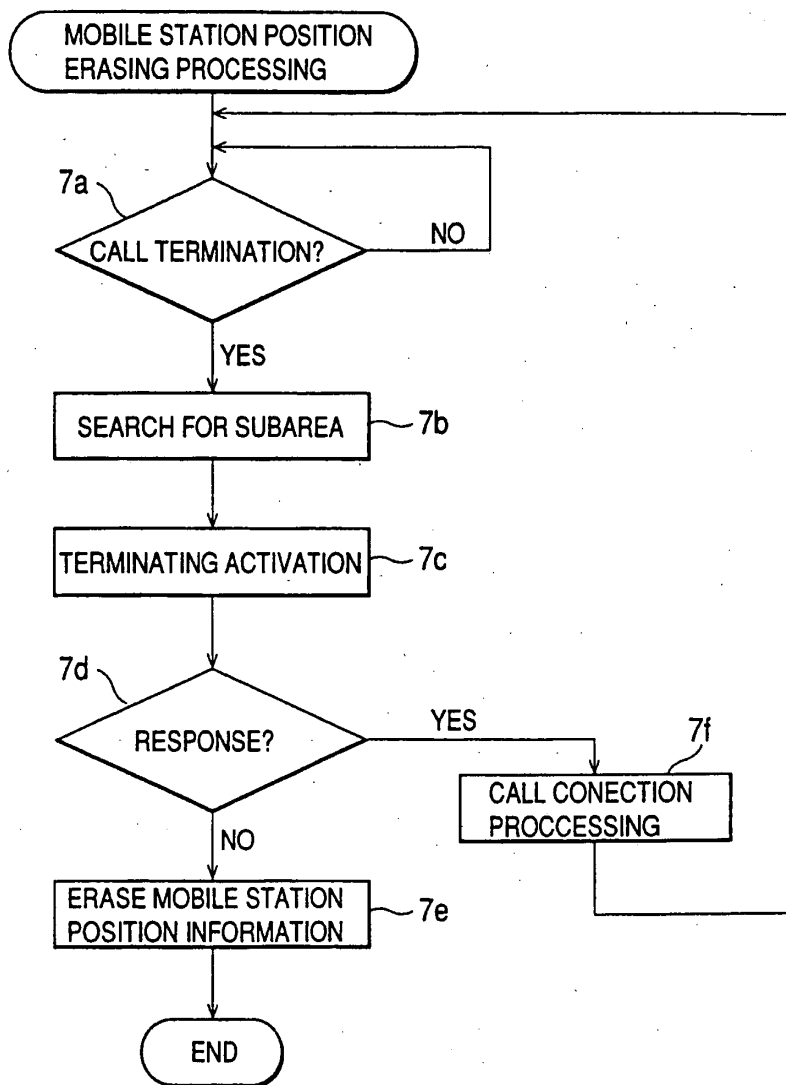 MOBILE STATION POSITION
ERASING PROCESSING
7a
CALL TERMINATION?
NO
YES
SEARCH FOR SUBAREA
7b
TERMINATING ACTIVATION
7c
7d
RESPONSE?
YES
7f
CALL CONECTION
PROCCESSING
NO
ERASE MOBILE STATION
POSITION INFORMATION
7e
END